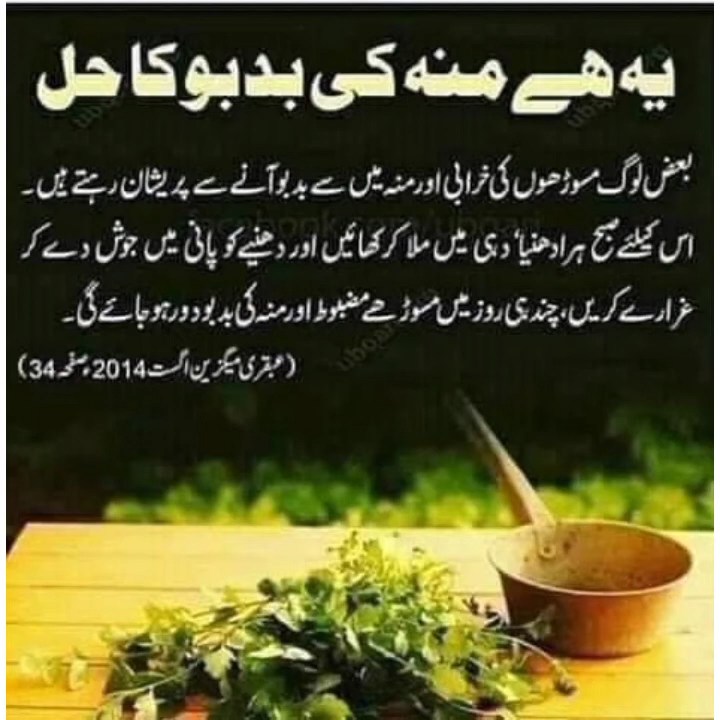 یہ ھے منہ کی بدبو کا حل
بعض لوگ مسوڑھوں کی خرابی اور منہ میں سے بدبو آنے سے پریشان رہتے ہیں۔
اس کیلئے صبح ہرا دھنیا' دہی میں ملا کر کھائیں اور دھنیے کو پانی میں جوش دے کر
غرارے کریں، چند ہی روز میں مسوڑھے مضبوط اور منہ کی بدبو دور ہو جائے گی۔
(عبقری میگزین اگست 2014ء صفحہ 34)